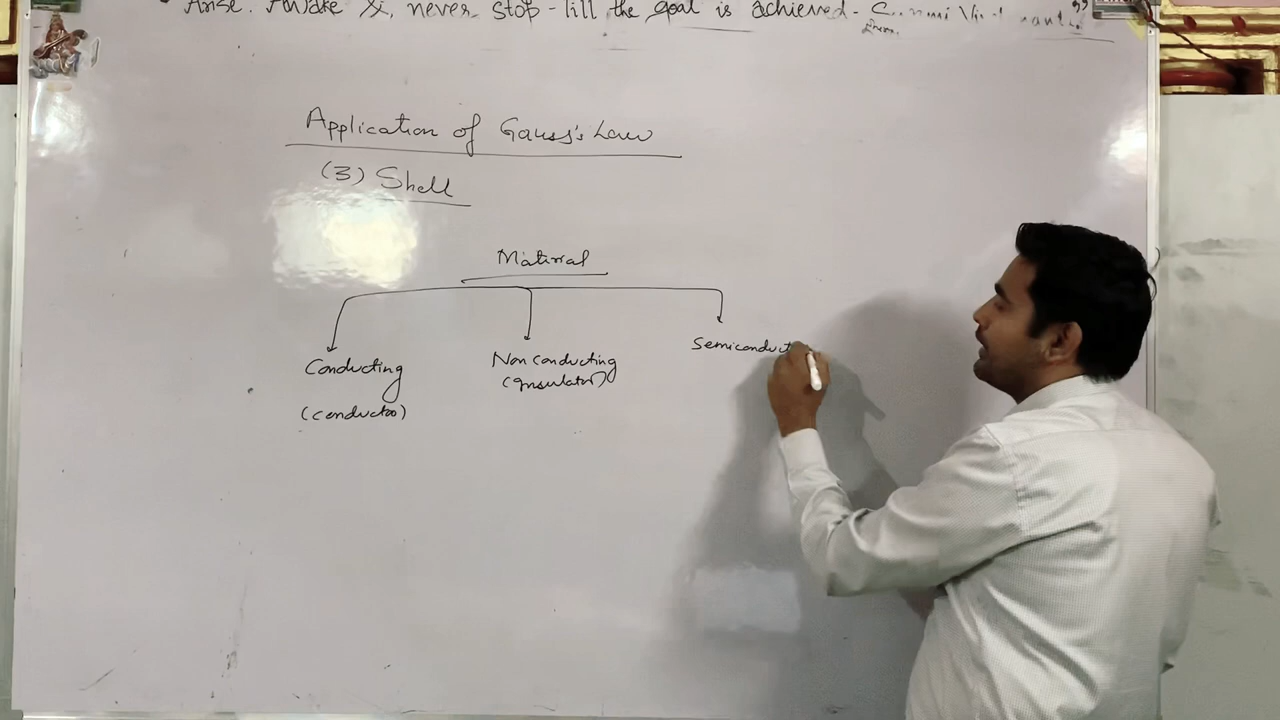 Arise. Awake &, never stop - till the goal is achieved -
Application of Gauss's Law
(3) Shell
Material
Conducting
(Conductor)
Non conducting
(Insulator)
Semiconduct